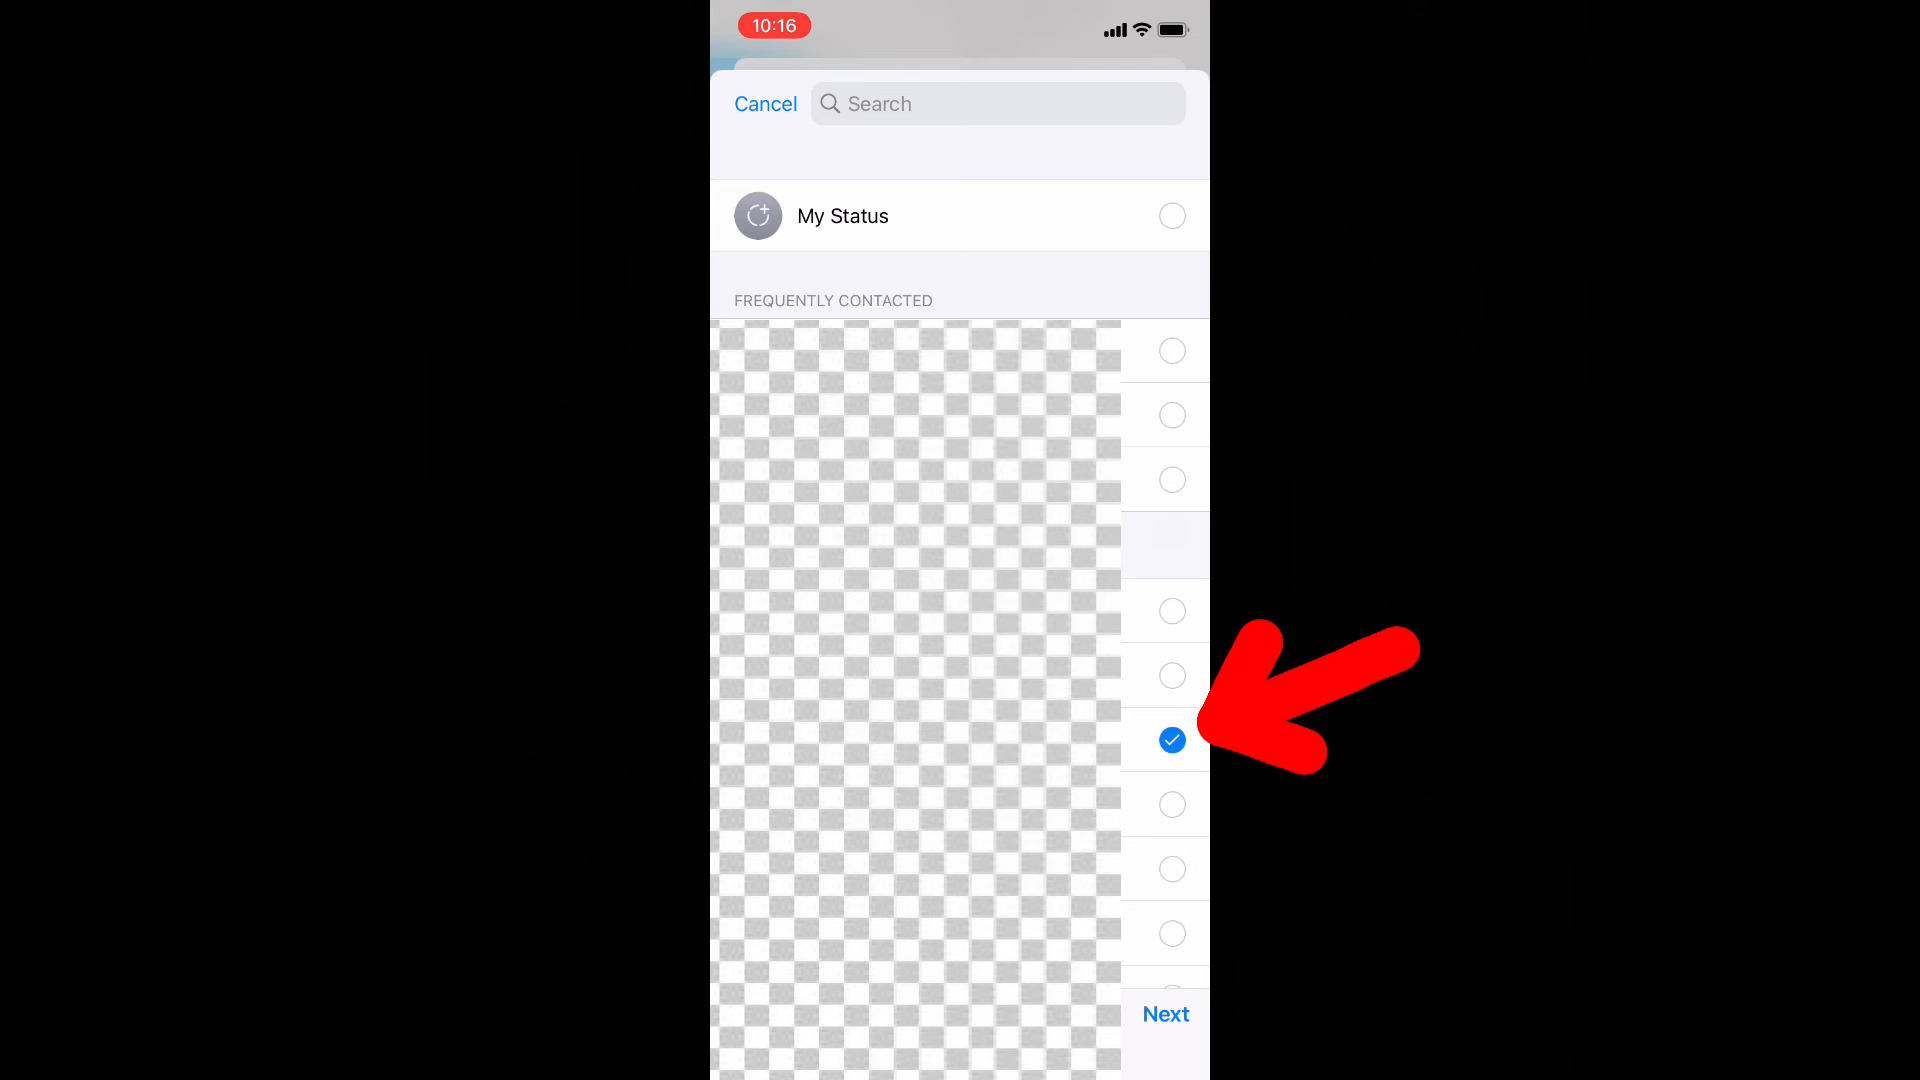 10:16
Cancel
Search
My Status
FREQUENTLY CONTACTED
Next